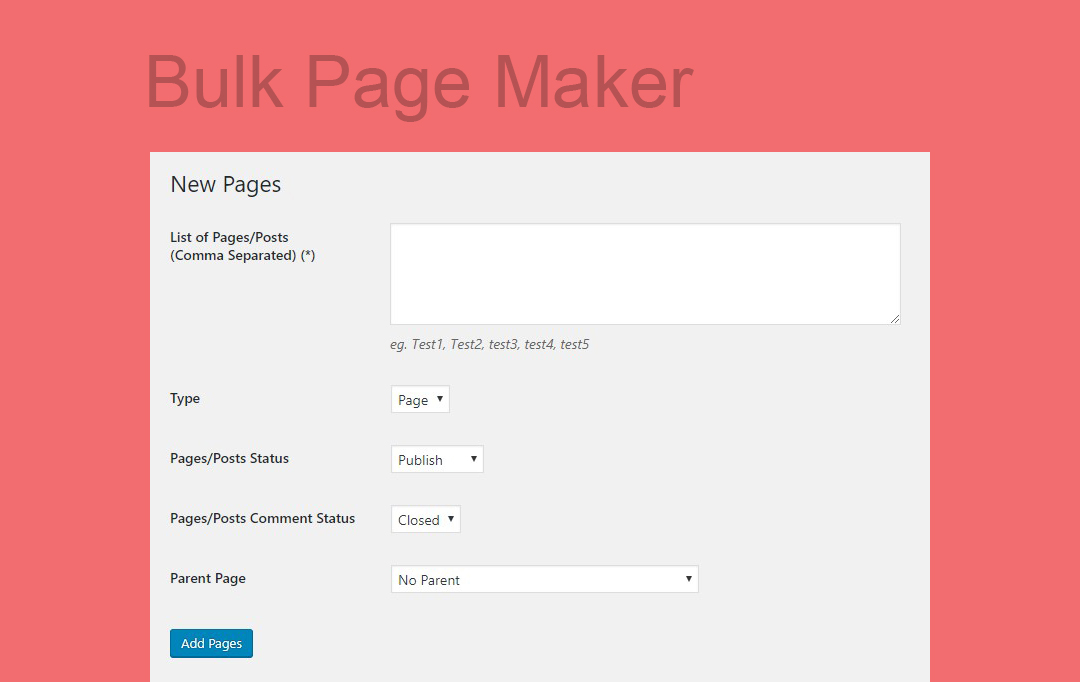 Bulk Page Maker
New Pages
List of Pages/Posts
(Comma Separated) (*)
eg. Test1, Test2, test3, test4, test5
Type
Page
Pages/Posts Status
Publish
Pages/Posts Comment Status
Closed
Parent Page
No Parent
Add Pages